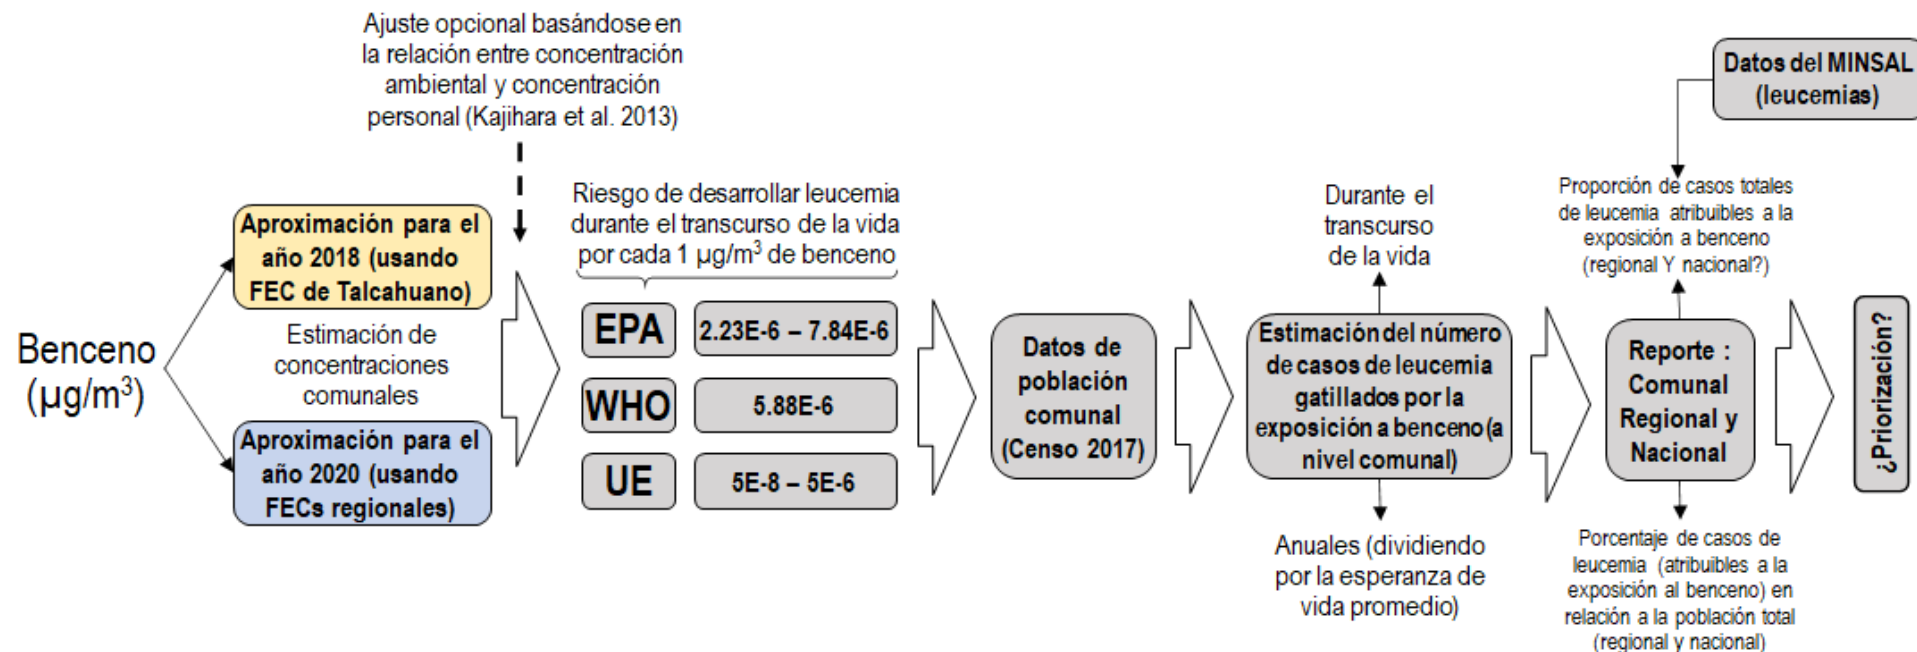 Ajuste opcional basándose en
la relación entre concentración
ambiental y concentración
personal (Kajihara et al. 2013)
Benceno
(µg/m³)
Aproximación para el
año 2018 (usando
FEC de Talcahuano)
Estimación de
concentraciones
comunales
Aproximación para el
año 2020 (usando
FECs regionales)
Riesgo de desarrollar leucemia
durante el transcurso de la vida
por cada 1 µg/m³ de benceno
EPA
2.23E-6 – 7.84E-6
WHO
5.88E-6
UE
5E-8 – 5E-6
Datos de
población
comunal
(Censo 2017)
Durante el
transcurso
de la vida
Estimación del número
de casos de leucemia
gatillados por la
exposición a benceno (a
nivel comunal)
Anuales (dividiendo
por la esperanza de
vida promedio)
Datos del MINSAL
(leucemias)
Proporción de casos totales
de leucemia atribuibles a la
exposición a benceno
(regional Y nacional?)
Reporte :
Comunal
Regional y
Nacional
Porcentaje de casos de
leucemia (atribuibles a la
exposición al benceno) en
relación a la población total
(regional y nacional)
¿Priorización?